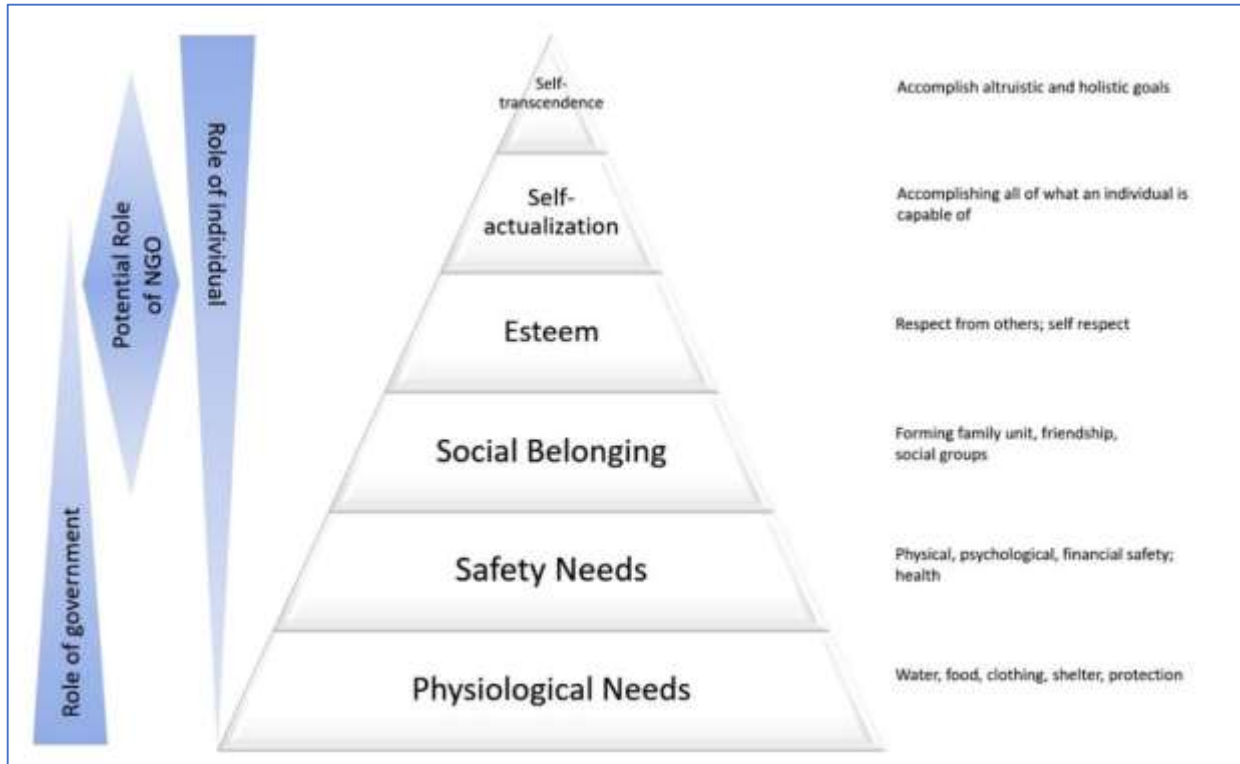 Role of government
Potential Role
of NGO
Role of individual
Self-
transcendence
Self-
actualization
Esteem
Social Belonging
Safety Needs
Physiological Needs
Accomplish altruistic and holistic goals
Accomplishing all of what an individual is
capable of
Respect from others; self respect
Forming family unit, friendship,
social groups
Physical, psychological, financial safety;
health
Water, food, clothing, shelter, protection